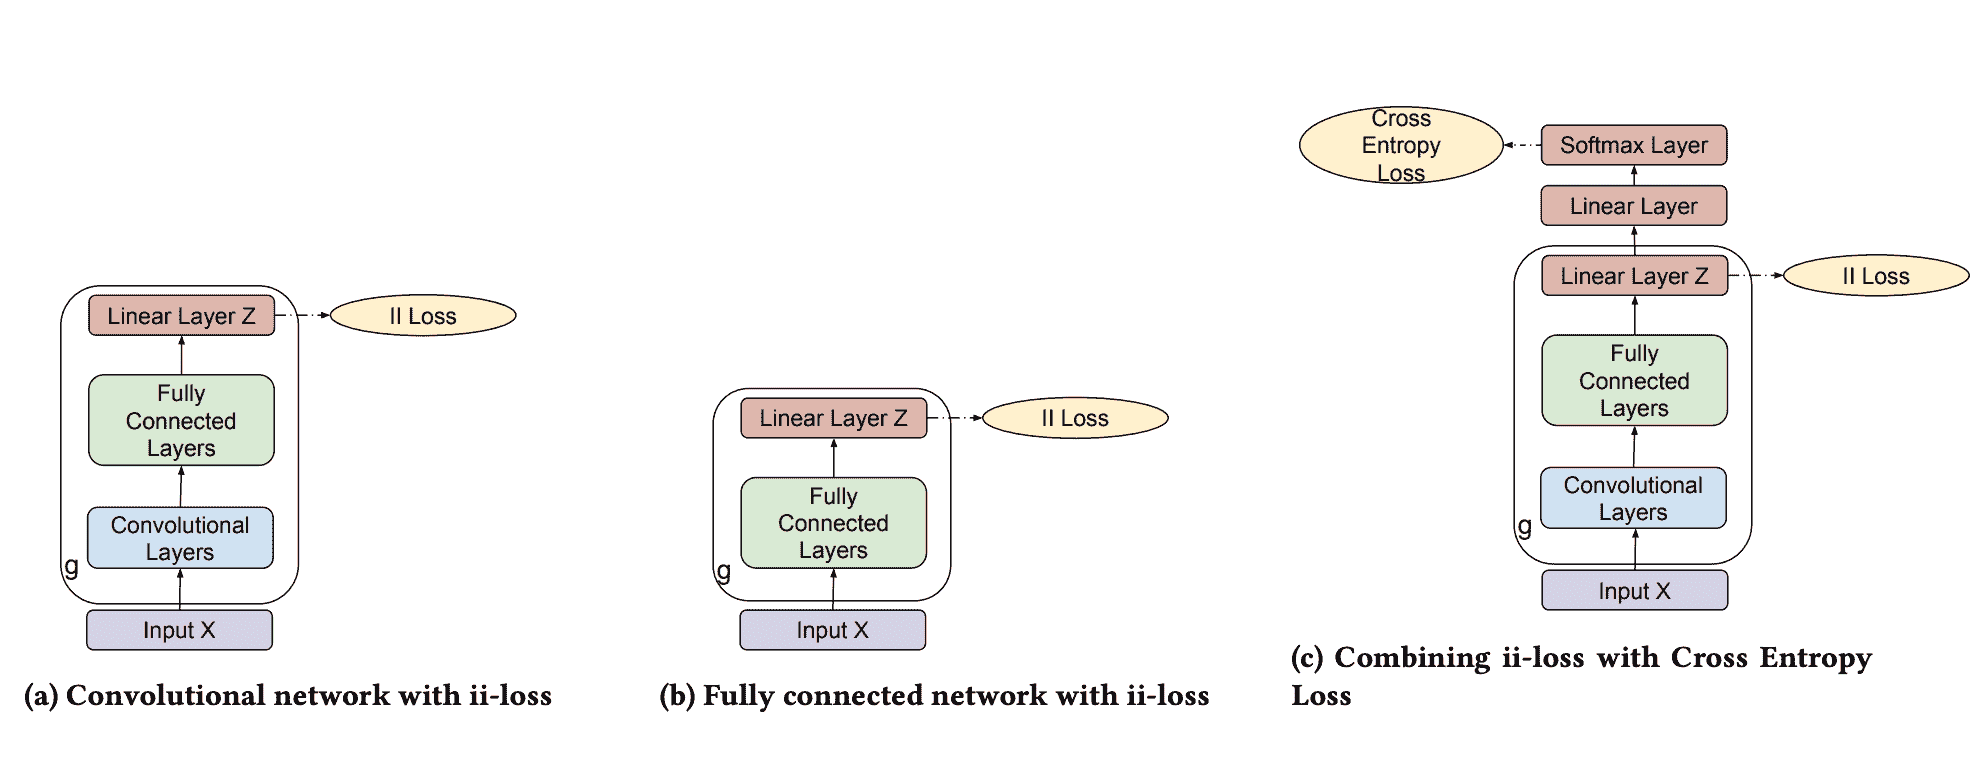 Linear Layer Z
II Loss
Fully
Connected
Layers
Convolutional
Layers
g
Input X
(a) Convolutional network with ii-loss
Linear Layer Z
II Loss
Fully
Connected
Layers
g
Input X
(b) Fully connected network with ii-loss
Cross
Entropy
Loss
Softmax Layer
Linear Layer
Linear Layer Z
II Loss
Fully
Connected
Layers
Convolutional
Layers
g
Input X
(c) Combining ii-loss with Cross Entropy
Loss